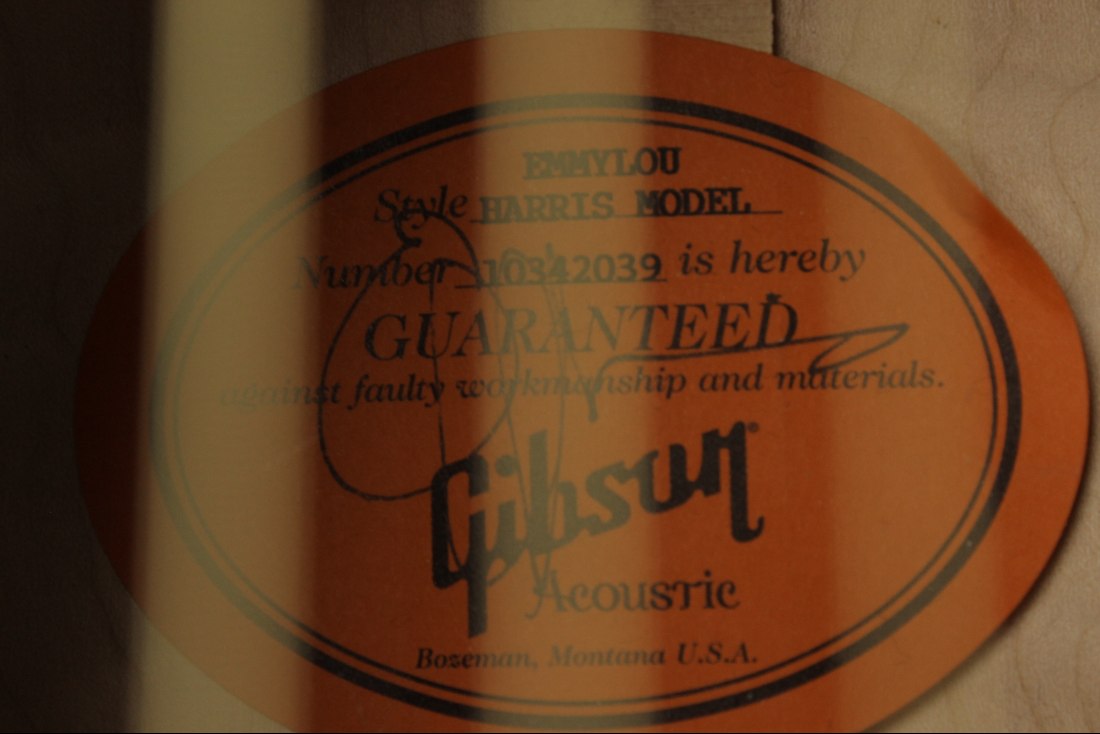 EMMYLOU
Style HARRIS MODEL
Number 10342039 is hereby
GUARANTEED
against faulty workmanship and materials.
Gibson®
Acoustic
Bozeman, Montana U.S.A.